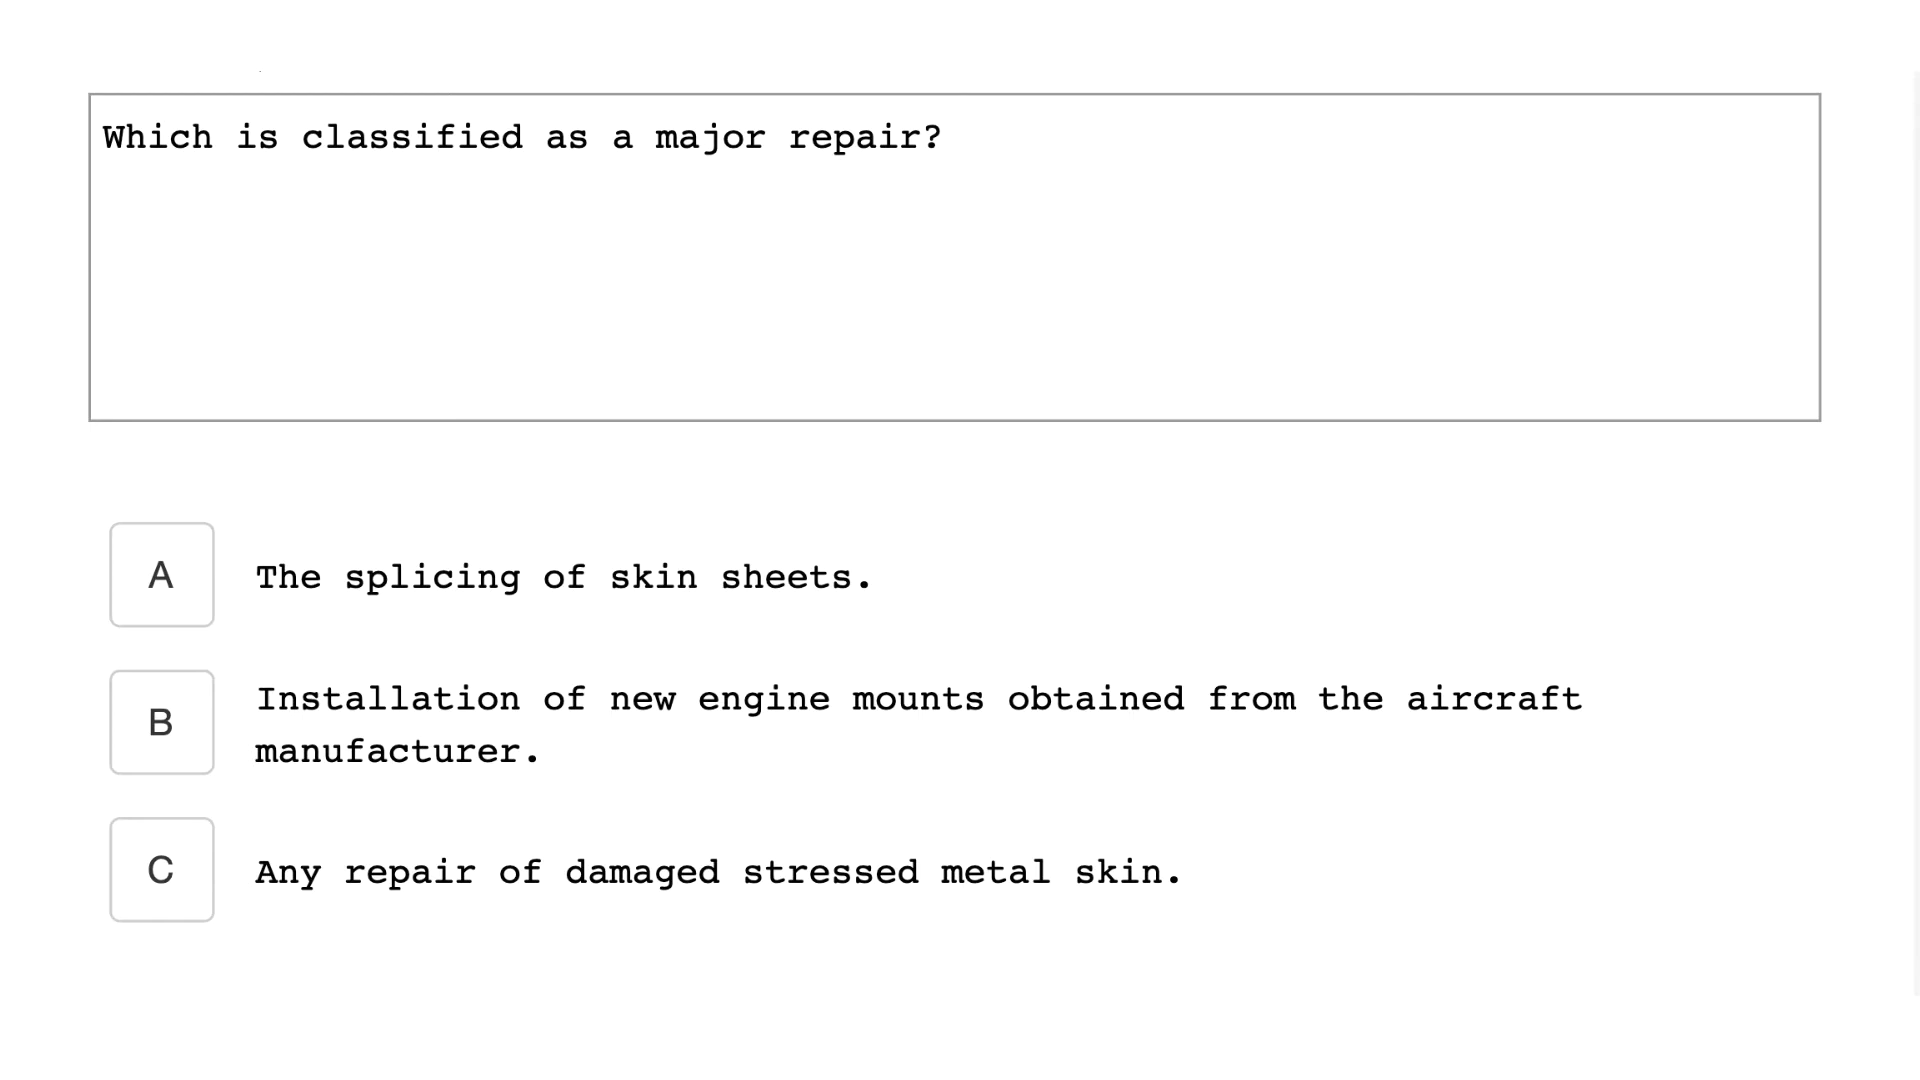 Which is classified as a major repair?
A
The splicing of skin sheets.
B
Installation of new engine mounts obtained from the aircraft
manufacturer.
C
Any repair of damaged stressed metal skin.